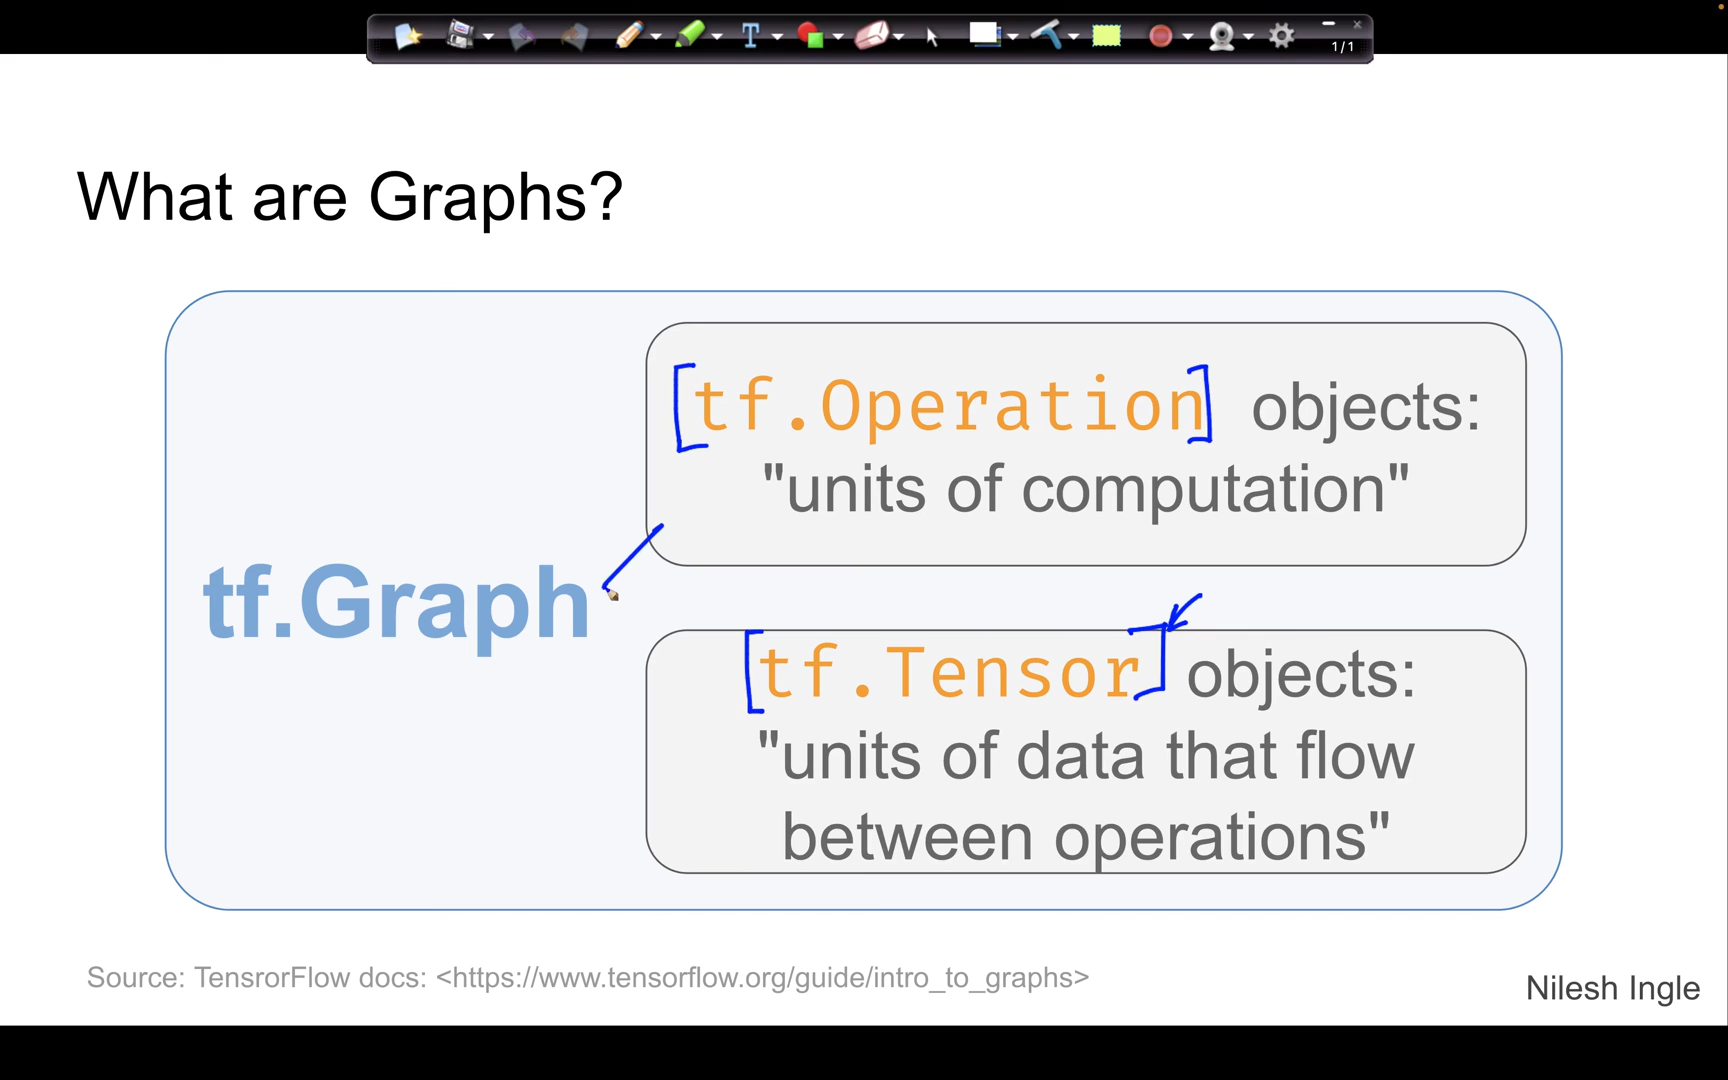 1/1
What are Graphs?
tf.Operation objects:
"units of computation"
tf.Graph
tf.Tensor objects:
"units of data that flow
between operations"
Source: TensrorFlow docs: <https://www.tensorflow.org/guide/intro_to_graphs>
Nilesh Ingle